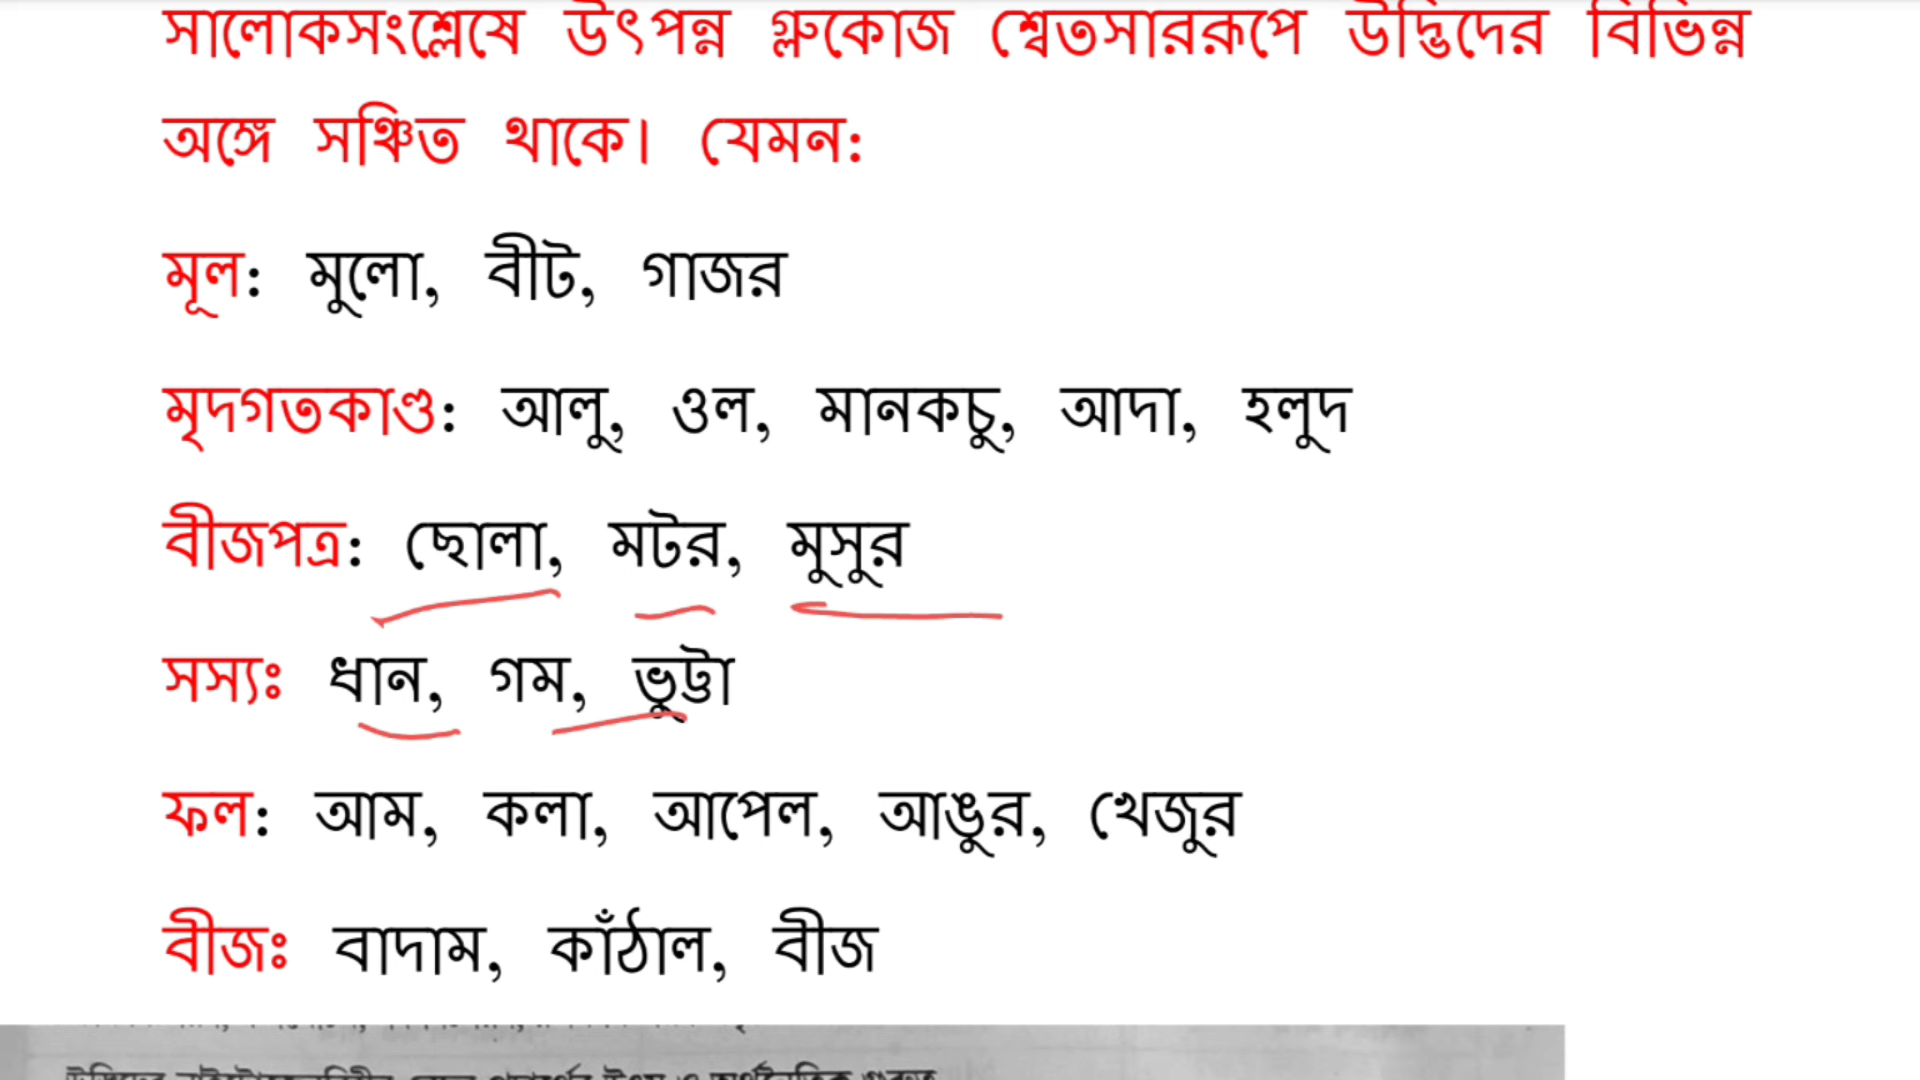 সালোকসংশ্লেষে উৎপন্ন গ্লুকোজ শ্বেতসাররূপে উদ্ভিদের বিভিন্ন
অঙ্গে সঞ্চিত থাকে। যেমন:
মূল: মুলো, বীট, গাজর
মৃদগতকাণ্ড: আলু, ওল, মানকচু, আদা, হলুদ
বীজপত্র: ছোলা, মটর, মুসুর
সস্যঃ ধান, গম, ভুট্টা
ফল: আম, কলা, আপেল, আঙুর, খেজুর
বীজঃ বাদাম, কাঁঠাল, বীজ